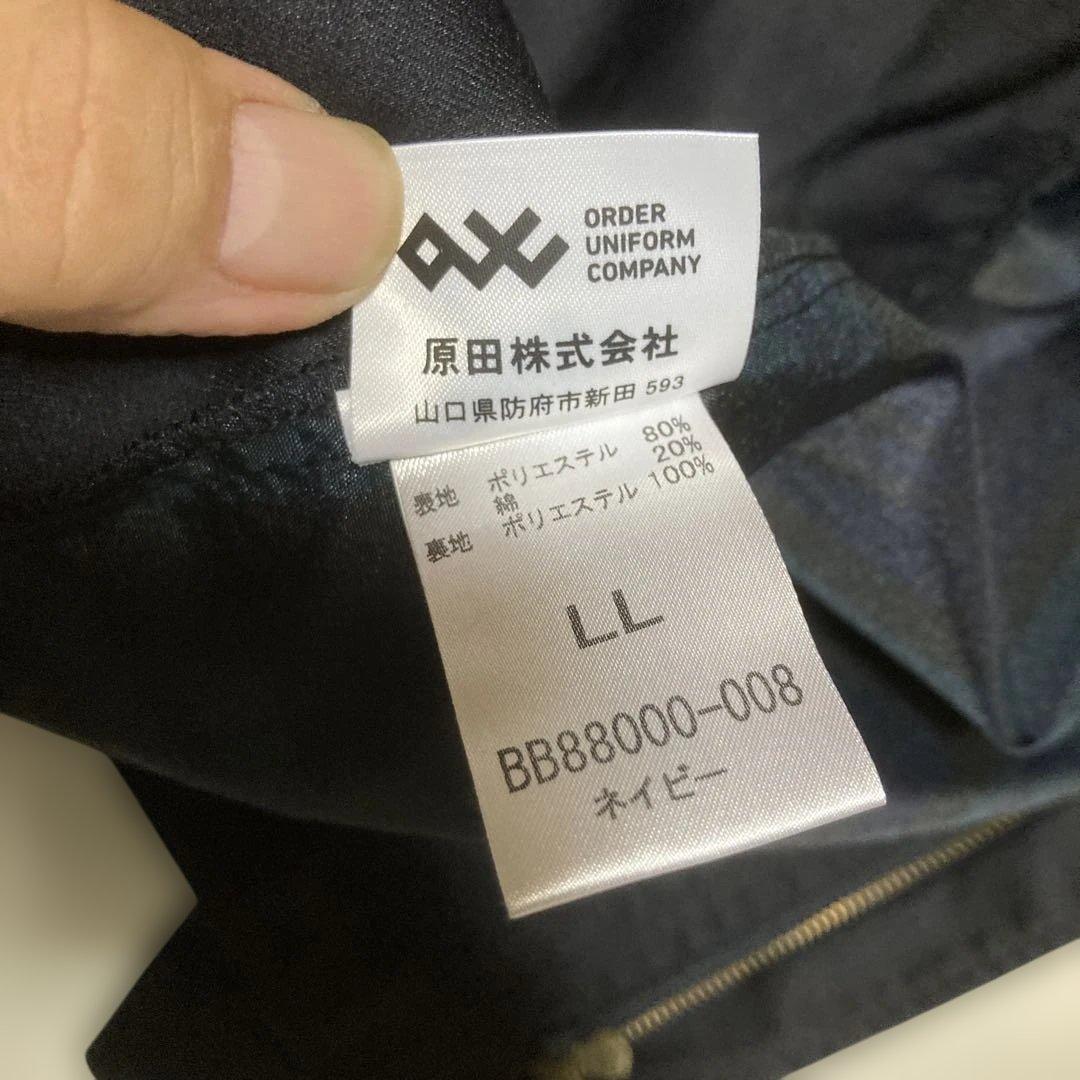 ORDER
UNIFORM
COMPANY
原田株式会社
山口県防府市新田 593
表地 ポリエステル 80%
綿 20%
裏地 ポリエステル 100%
LL
BB88000-008
ネイビー